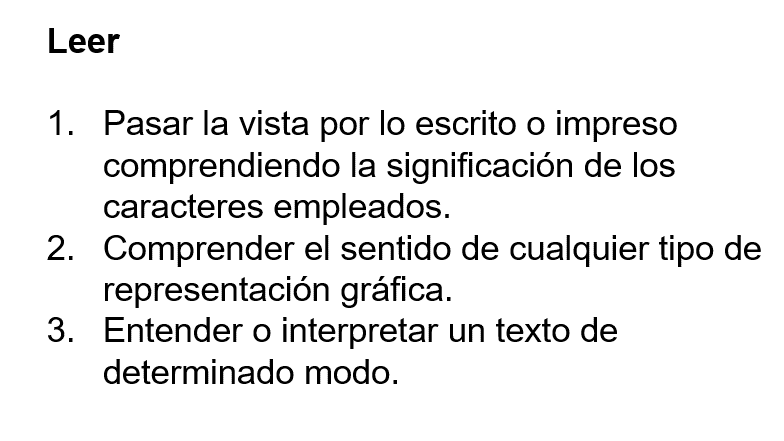 Leer
1. Pasar la vista por lo escrito o impreso
comprendiendo la significación de los
caracteres empleados.
2. Comprender el sentido de cualquier tipo de
representación gráfica.
3. Entender o interpretar un texto de
determinado modo.